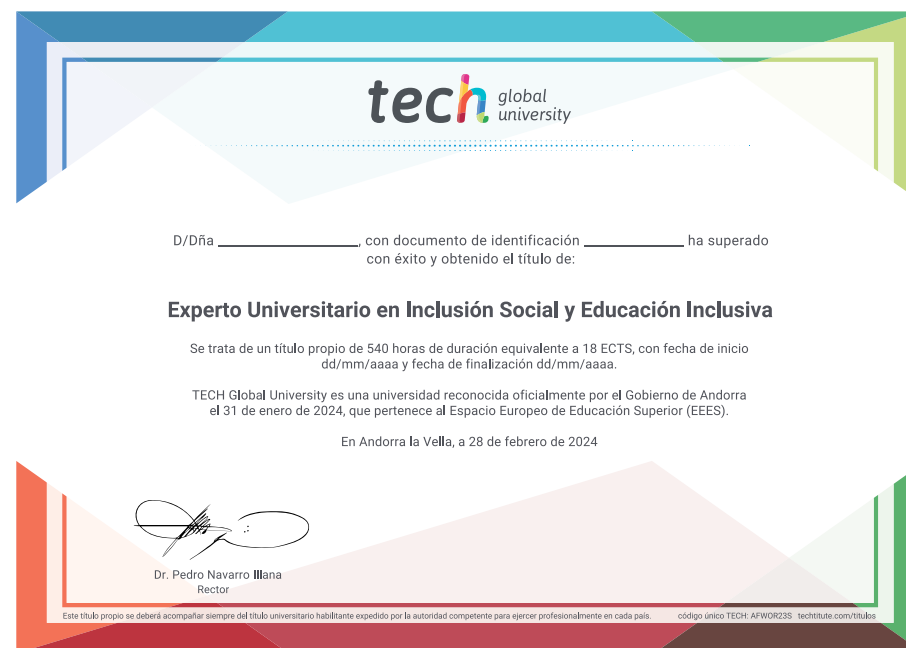 tech global university
D/Dña ____________________, con documento de identificación ______________ ha superado
con éxito y obtenido el título de:
Experto Universitario en Inclusión Social y Educación Inclusiva
Se trata de un título propio de 540 horas de duración equivalente a 18 ECTS, con fecha de inicio
dd/mm/aaaa y fecha de finalización dd/mm/aaaa.
TECH Global University es una universidad reconocida oficialmente por el Gobierno de Andorra
el 31 de enero de 2024, que pertenece al Espacio Europeo de Educación Superior (EEES).
En Andorra la Vella, a 28 de febrero de 2024
Dr. Pedro Navarro Illana
Rector
Este título propio se deberá acompañar siempre del título universitario habilitante expedido por la autoridad competente para ejercer profesionalmente en cada país. código único TECH: AFWOR23S techtitute.com/titulos